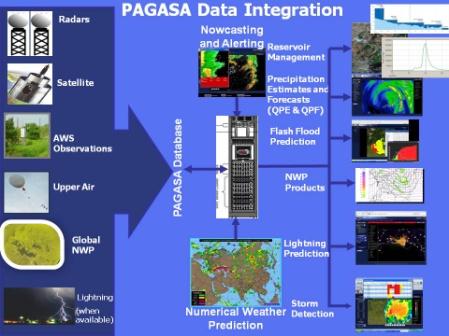 PAGASA Data Integration
Radars
Satellite
AWS
Observations
Upper Air
Global
NWP
Lightning
(when
available)
PAGASA Database
Nowcasting
and Alerting
Numerical Weather
Prediction
Reservoir
Management
Precipitation
Estimates and
Forecasts
(QPE & QPF)
Flash Flood
Prediction
NWP
Products
Lightning
Prediction
Storm
Detection